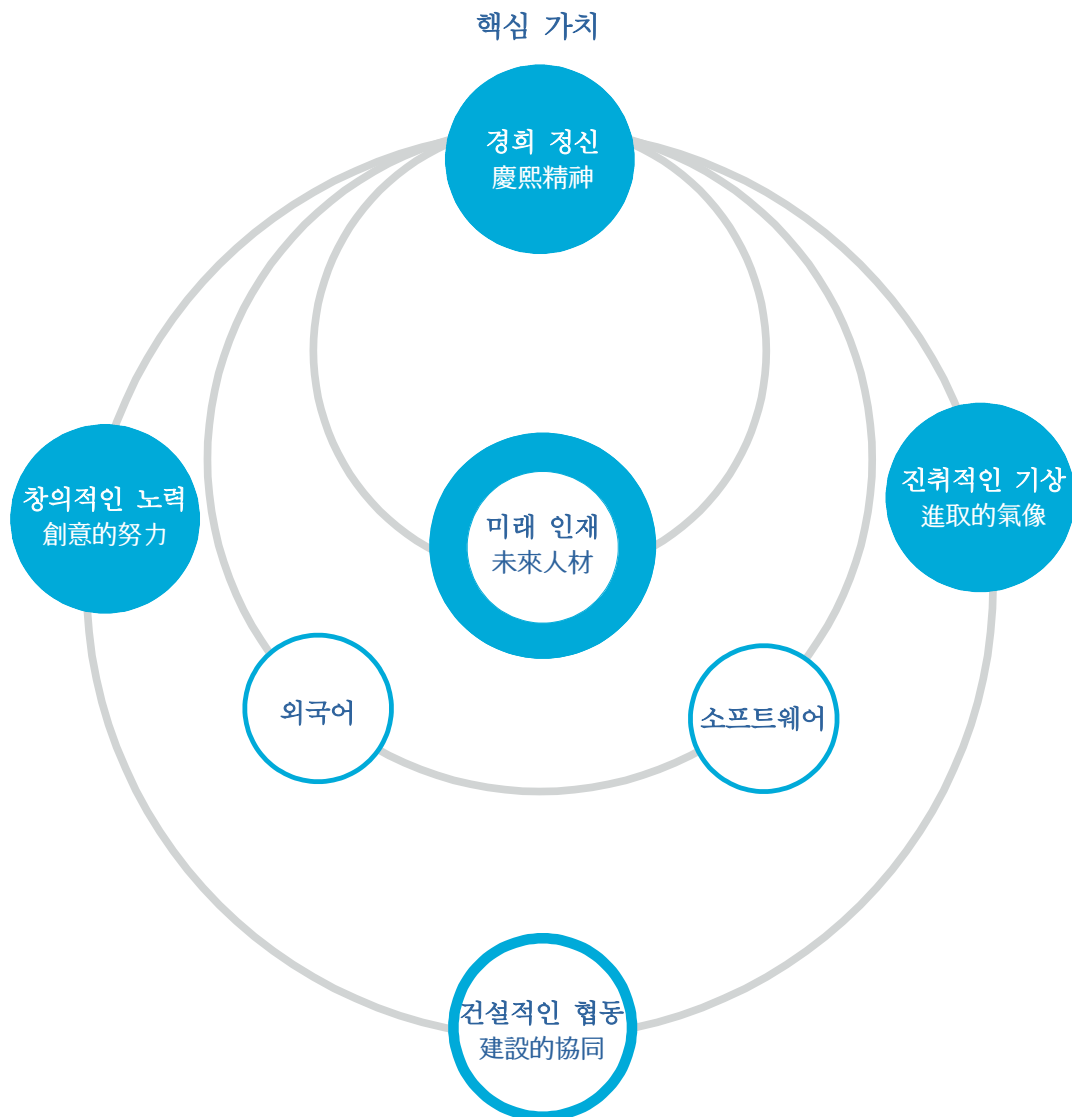 핵심 가치
경희 정신
慶熙精神
창의적인 노력
創意的努力
진취적인 기상
進取的氣像
미래 인재
未來人材
외국어
소프트웨어
건설적인 협동
建設的協同